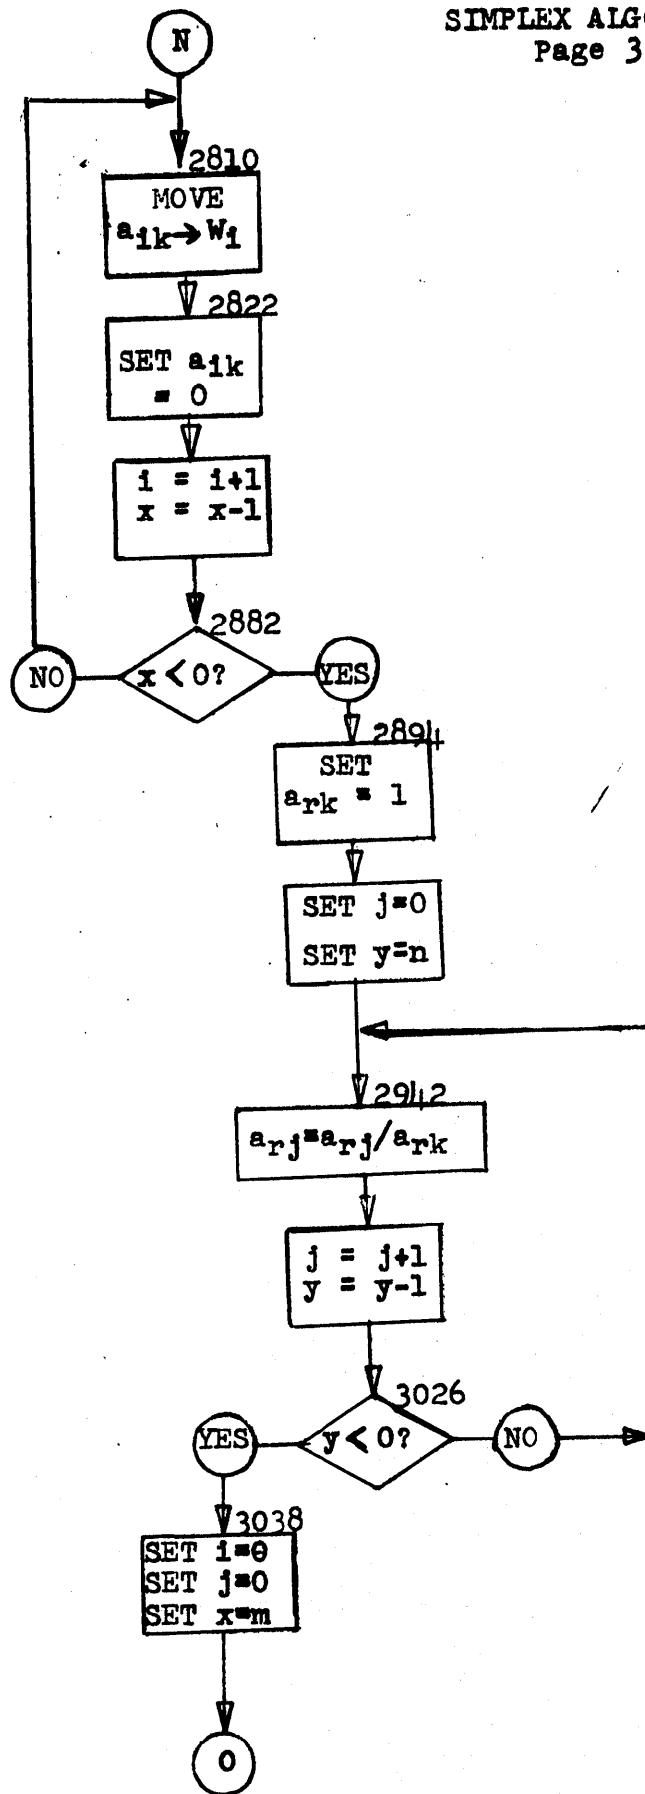 SIMPLEX ALG
Page 3
N
2810
MOVE
aik→Wi
2822
SET aik
= 0
i = i+1
x = x-1
2882
NO
x < 0?
YES
2894
SET
ark = 1
SET j=0
SET y=n
2942
arj=arj/ark
j = j+1
y = y-1
3026
YES
y < 0?
NO
3038
SET i=0
SET j=0
SET x=m
O